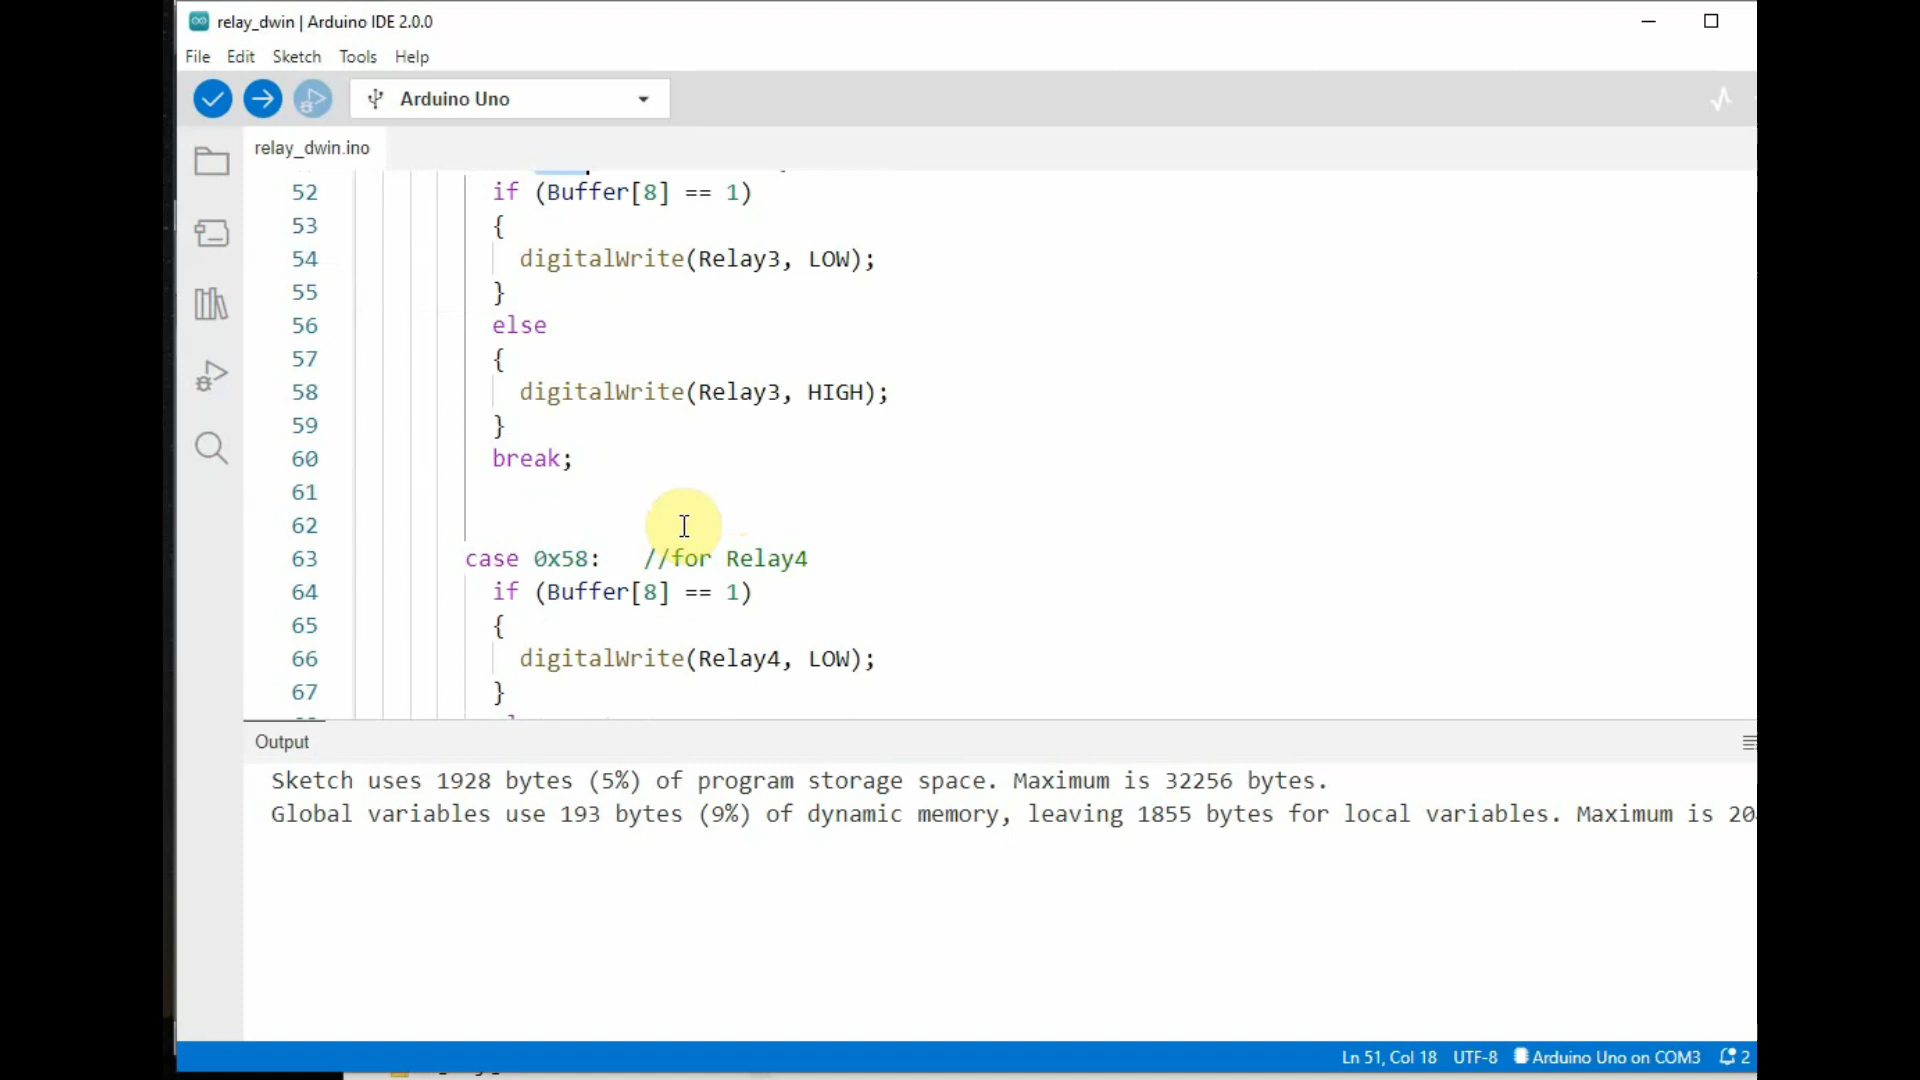 relay_dwin | Arduino IDE 2.0.0
File Edit Sketch Tools Help
Arduino Uno
relay_dwin.ino
52 if (Buffer[8] == 1)
53 {
54 digitalWrite(Relay3, LOW);
55 }
56 else
57 {
58 digitalWrite(Relay3, HIGH);
59 }
60 break;
61
62
63 case 0x58: //for Relay4
64 if (Buffer[8] == 1)
65 {
66 digitalWrite(Relay4, LOW);
67 }
Output
Sketch uses 1928 bytes (5%) of program storage space. Maximum is 32256 bytes.
Global variables use 193 bytes (9%) of dynamic memory, leaving 1855 bytes for local variables. Maximum is
Ln 51, Col 18 UTF-8 Arduino Uno on COM3 2